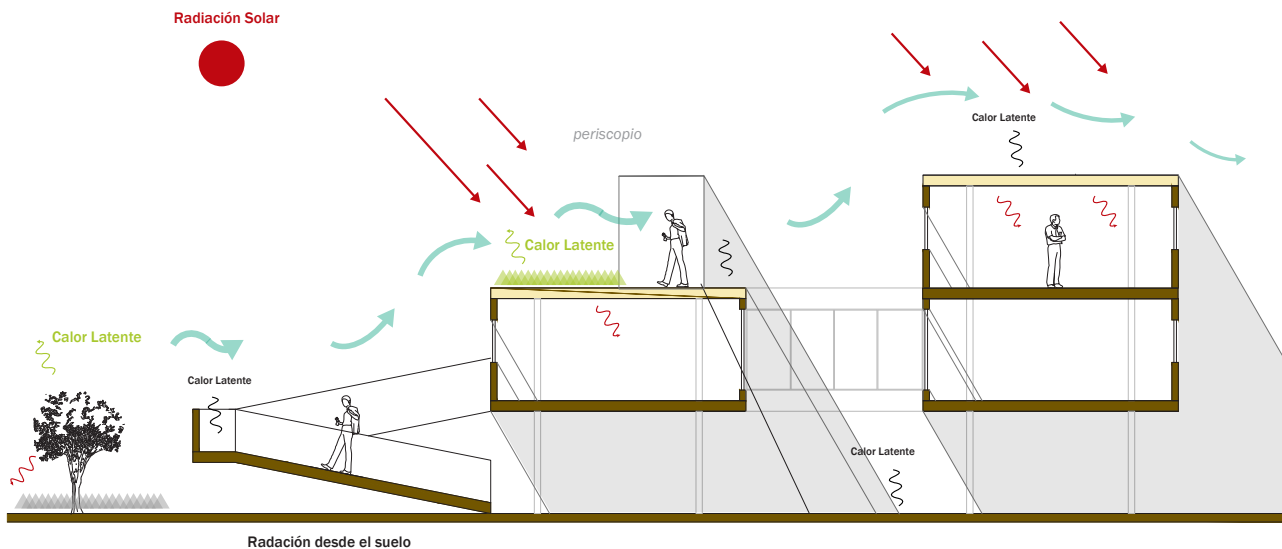 Radiación Solar
periscopio
Calor Latente
Calor Latente
Calor Latente
Calor Latente
Calor Latente
Radación desde el suelo